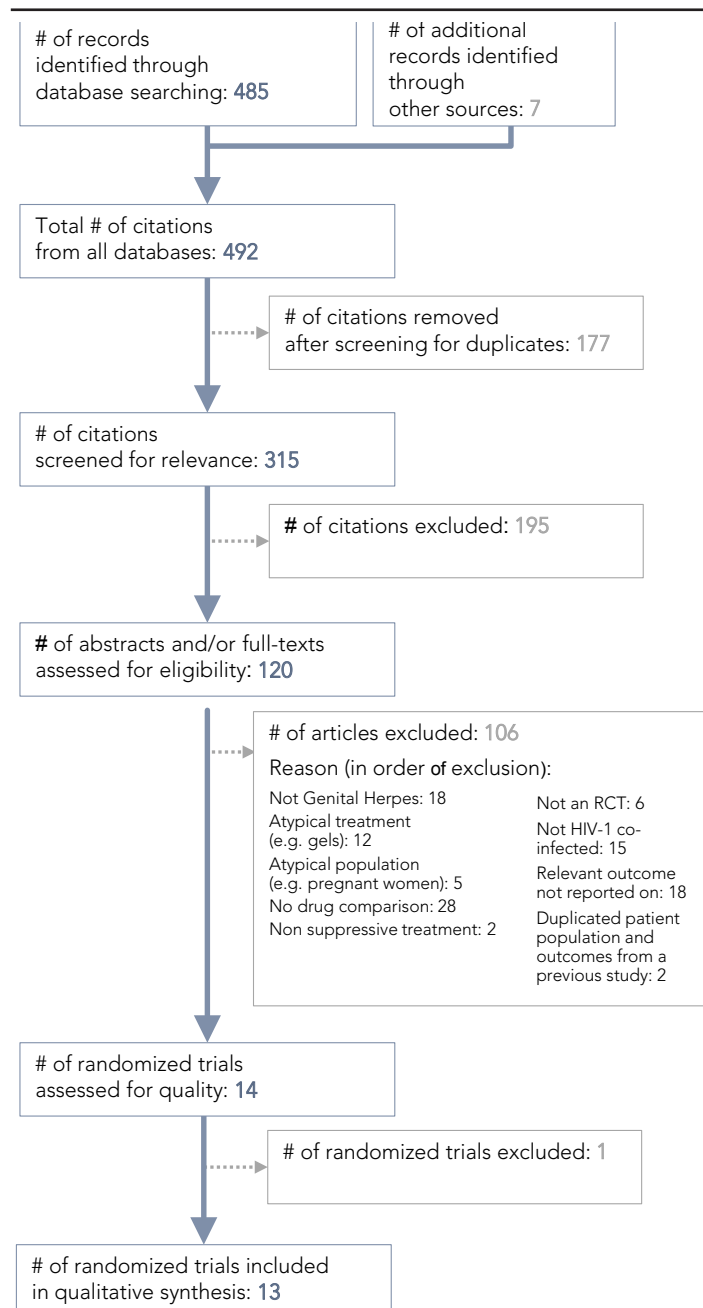 # of records
identified through
database searching: 485
# of additional
records identified
through
other sources: 7
Total # of citations
from all databases: 492
# of citations removed
after screening for duplicates: 177
# of citations
screened for relevance: 315
# of citations excluded: 195
# of abstracts and/or full-texts
assessed for eligibility: 120
# of articles excluded: 106
Reason (in order of exclusion):
Not Genital Herpes: 18
Atypical treatment
(e.g. gels): 12
Atypical population
(e.g. pregnant women): 5
No drug comparison: 28
Non suppressive treatment: 2
Not an RCT: 6
Not HIV-1 co-
infected: 15
Relevant outcome
not reported on: 18
Duplicated patient
population and
outcomes from a
previous study: 2
# of randomized trials
assessed for quality: 14
# of randomized trials excluded: 1
# of randomized trials included
in qualitative synthesis: 13